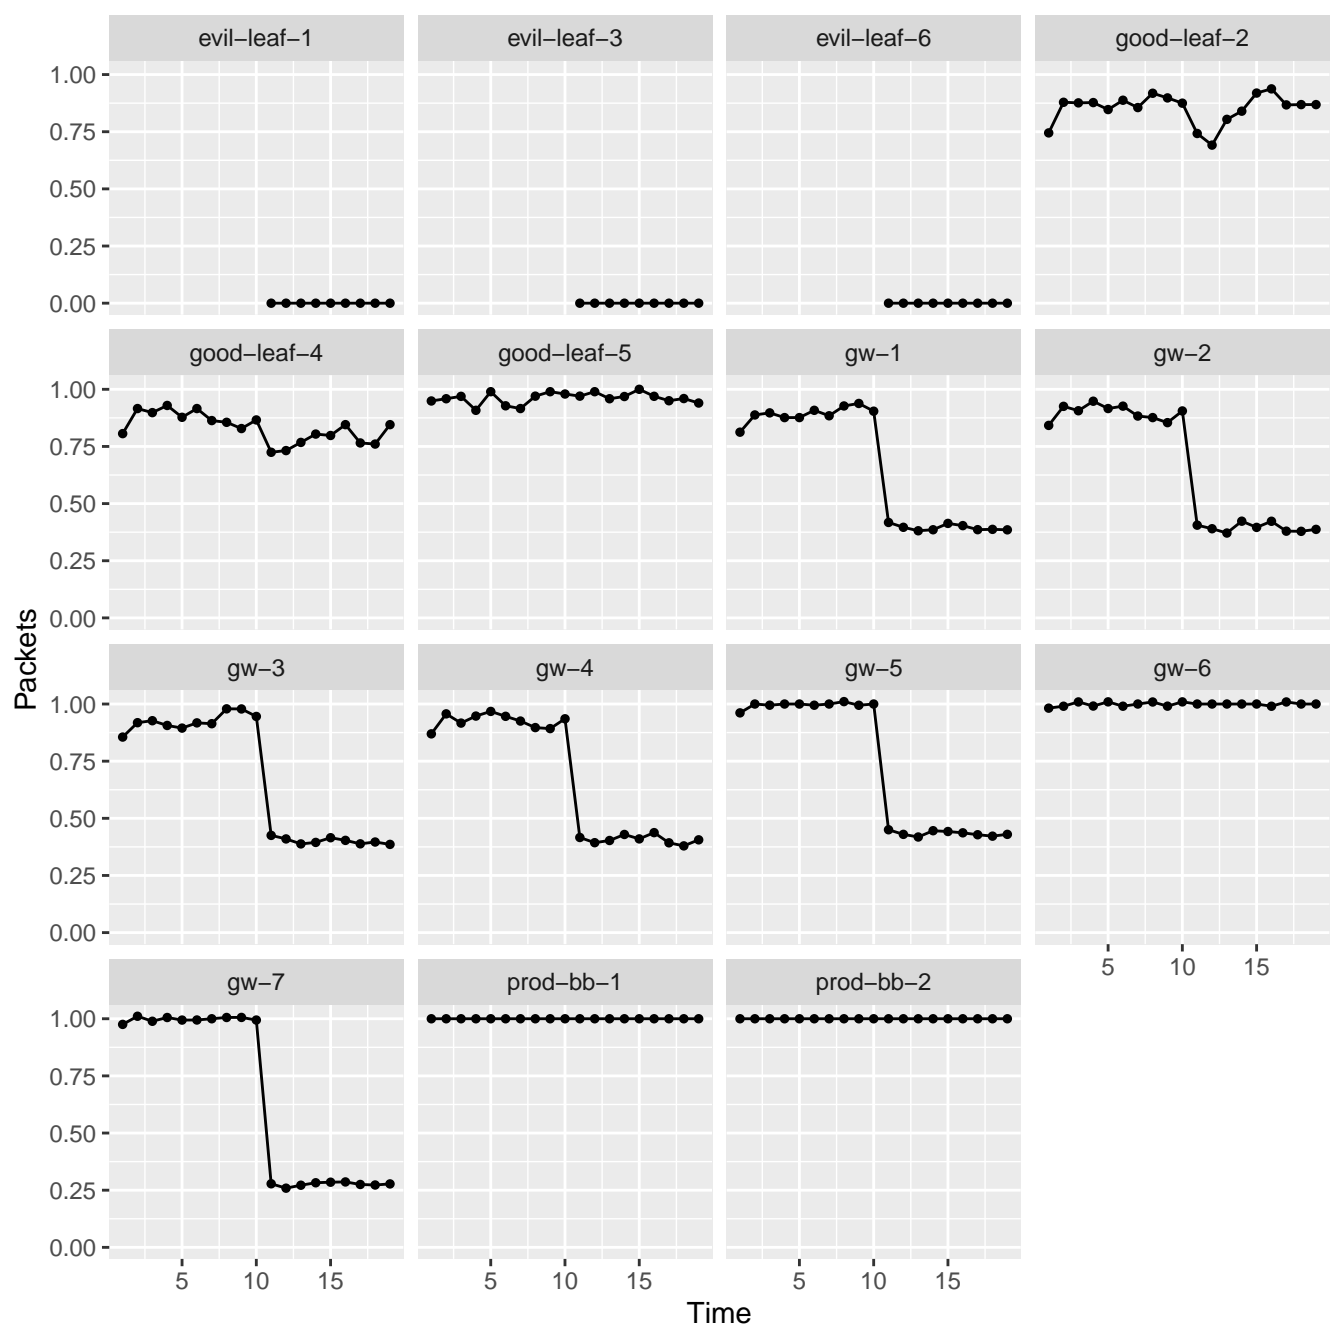 evil−leaf−1 evil−leaf−3 evil−leaf−6 good−leaf−2
1.00
0.75
0.50
0.25
0.00
good−leaf−4 good−leaf−5 gw−1 gw−2
1.00
0.75
0.50
0.25
0.00
gw−3 gw−4 gw−5 gw−6
1.00
0.75
0.50
0.25
0.00
5 10 15
gw−7 prod−bb−1 prod−bb−2
1.00
0.75
0.50
0.25
0.00
5 10 15 5 10 15 5 10 15
Time
Packets